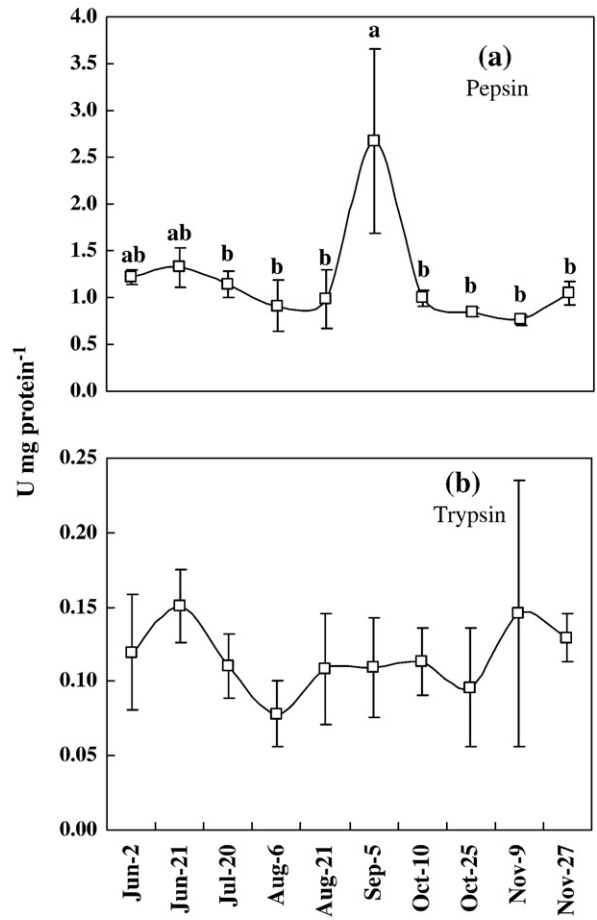 4.0
3.5
3.0
2.5
2.0
1.5
1.0
0.5
0.0
a
(a)
Pepsin
ab
ab
b
b
b
b
b
b
b
U mg protein-1
0.25
0.20
0.15
0.10
0.05
0.00
(b)
Trypsin
Jun-2
Jun-21
Jul-20
Aug-6
Aug-21
Sep-5
Oct-10
Oct-25
Nov-9
Nov-27